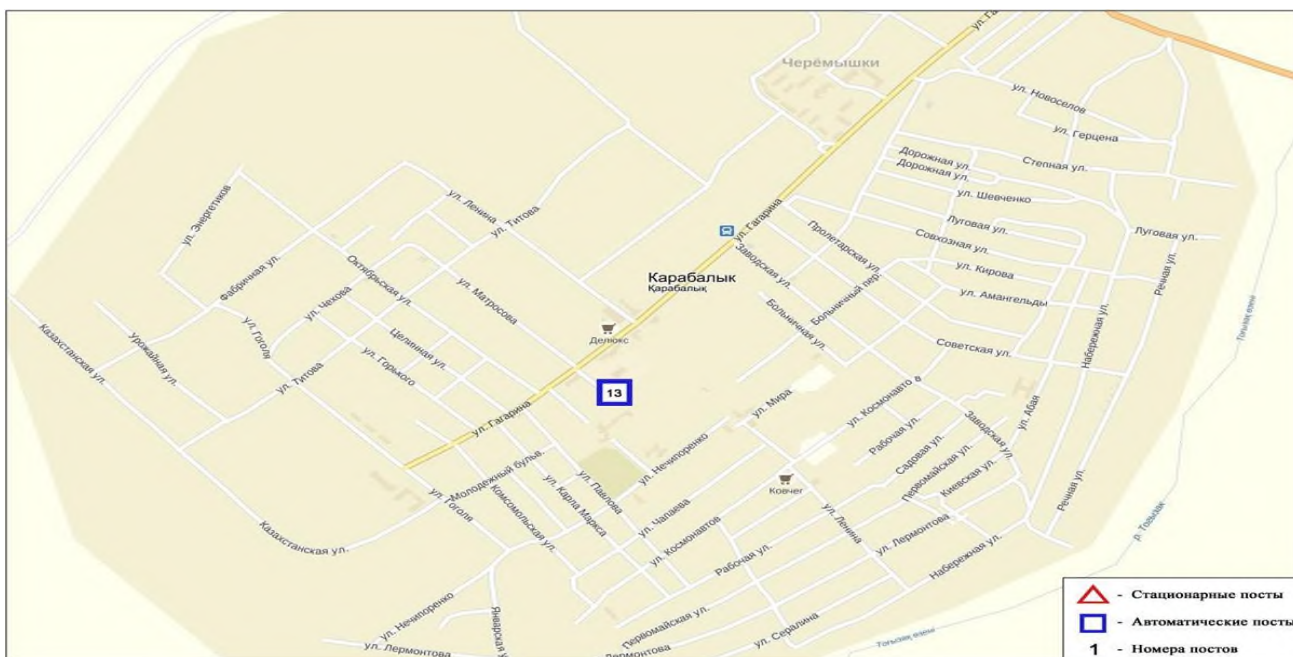 ул. Гагарина
Черёмышки
ул. Новоселов
ул. Герцена
Дорожная ул.
Степная ул.
Дорожная ул.
ул. Шевченко
ул. Энергетиков
ул. Ленина
ул. Титова
ул. Гагарина
Пролетарская ул.
Луговая ул.
Луговая ул.
Совхозная ул.
Заводская ул.
Речная ул.
Фабричная ул.
Октябрьская ул.
Карабалык
Қарабалық
ул. Кирова
Больничный пер.
ул. Амангельды
ул. Чехова
ул. Матросова
Больничная ул.
Набережная ул.
Тоғызақ өзені
Казахстанская ул.
Урожайная ул.
ул. Гоголя
Целинная ул.
Делюкс
Советская ул.
ул. Титова
ул. Горького
13
ул. Гагарина
ул. Мира
ул. Космонавтов
ул. Абая
Рабочая ул.
Заводская ул.
Садовая ул.
ул. Нечипоренко
Молодежный бульв.
Первомайская ул.
Киевская ул.
Ковчег
Речная ул.
ул. Гоголя
Комсомольская ул.
ул. Карла Маркса
ул. Павлова
ул. Чапаева
ул. Космонавтов
ул. Ленина
ул. Лермонтова
р. Тогызак
Казахстанская ул.
Рабочая ул.
Набережная ул.
ул. Нечипоренко
Январская ул.
Первомайская ул.
ул. Сералина
ул. Лермонтова
Тоғызақ өзені
- Стационарные посты
- Автоматические посты
1 - Номера постов